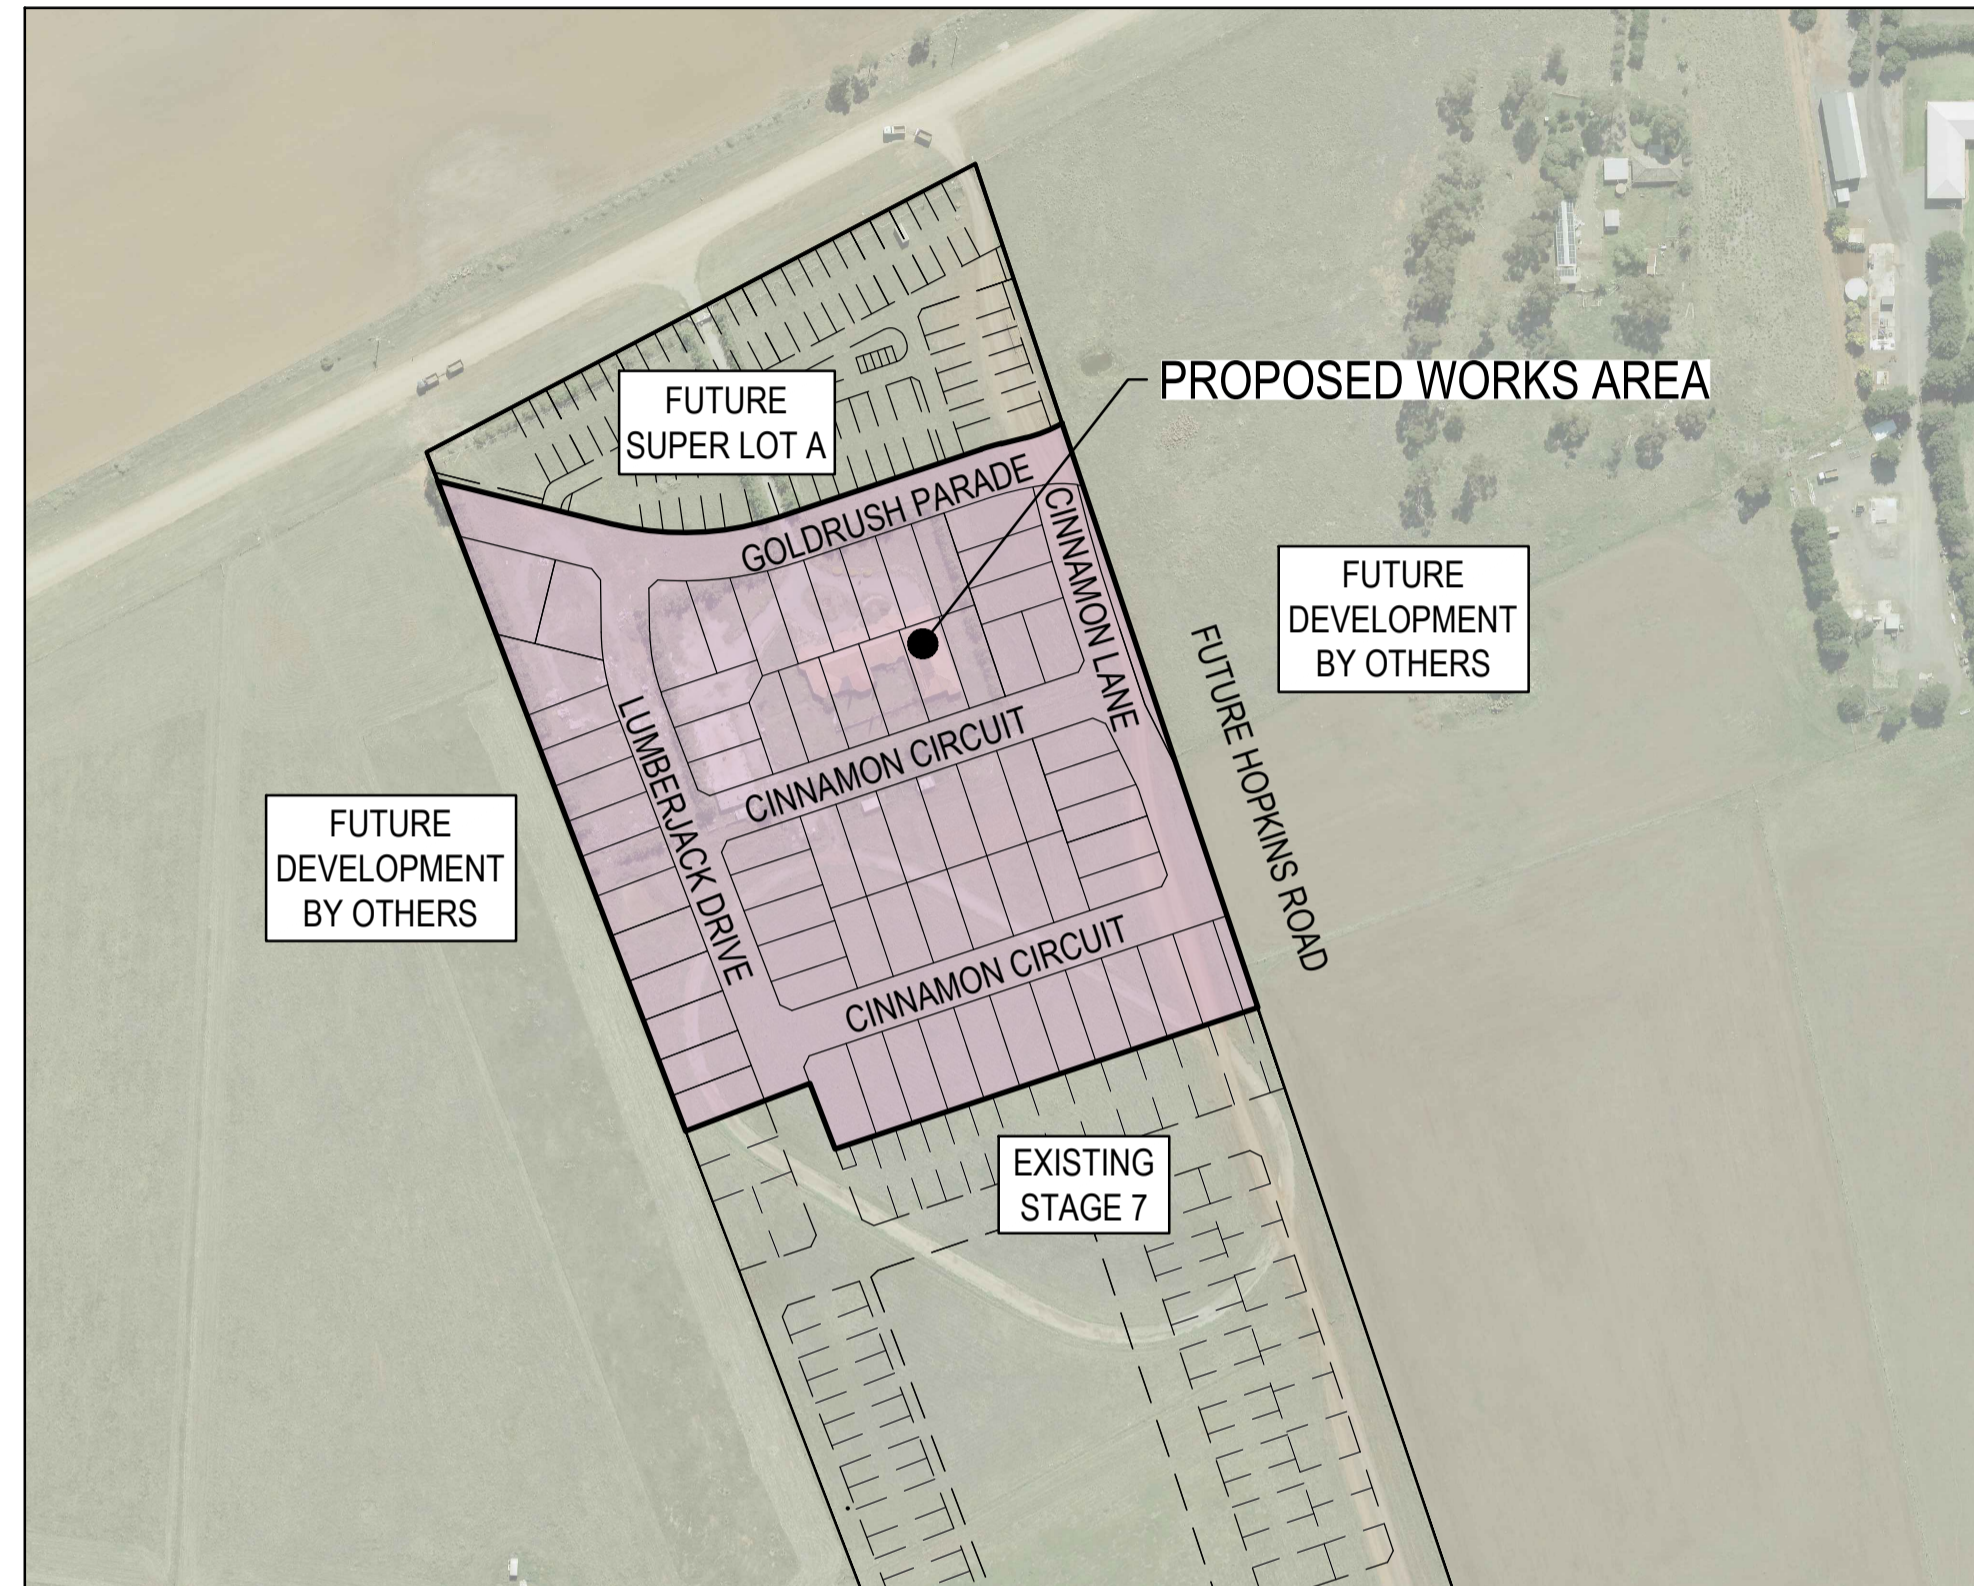 FUTURE
SUPER LOT A
PROPOSED WORKS AREA
GOLDRUSH PARADE
CINNAMON LANE
FUTURE
DEVELOPMENT
BY OTHERS
FUTURE HOPKINS ROAD
LUMBERJACK DRIVE
CINNAMON CIRCUIT
FUTURE
DEVELOPMENT
BY OTHERS
CINNAMON CIRCUIT
EXISTING
STAGE 7